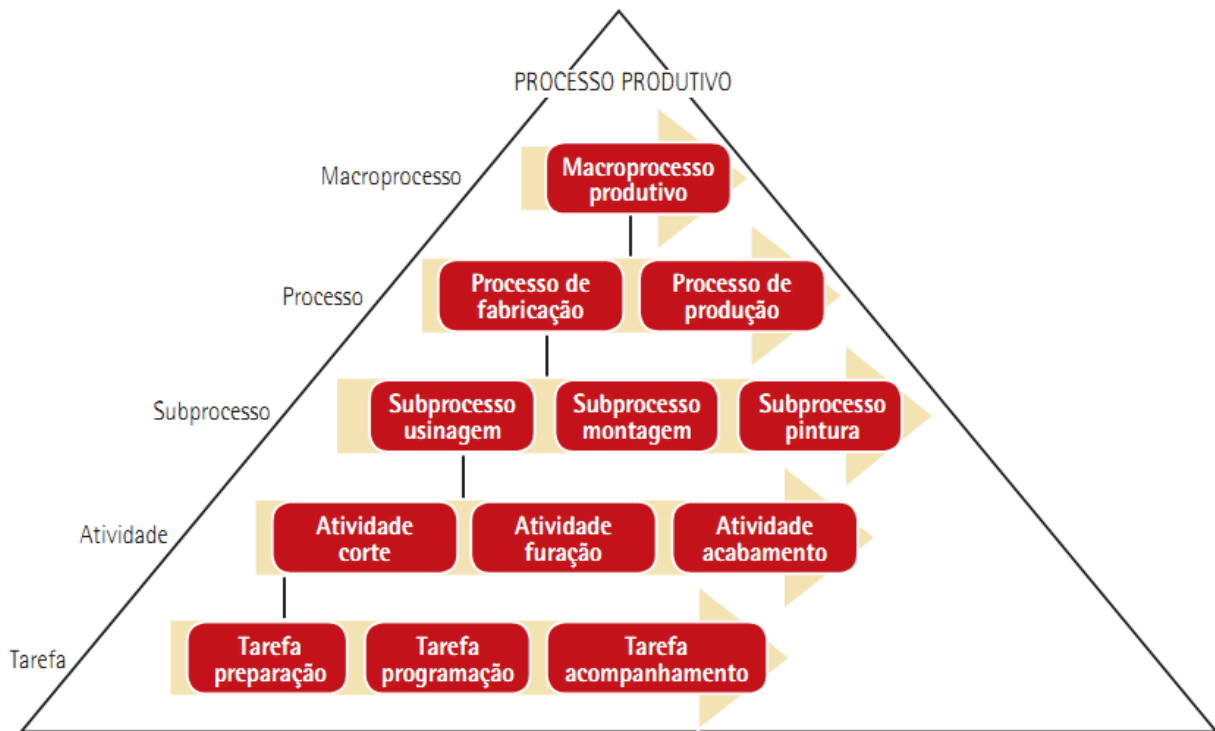 PROCESSO PRODUTIVO
Macroprocesso
Macroprocesso
produtivo
Processo
Processo de
fabricação
Processo de
produção
Subprocesso
Subprocesso
usinagem
Subprocesso
montagem
Subprocesso
pintura
Atividade
Atividade
corte
Atividade
furação
Atividade
acabamento
Tarefa
Tarefa
preparação
Tarefa
programação
Tarefa
acompanhamento